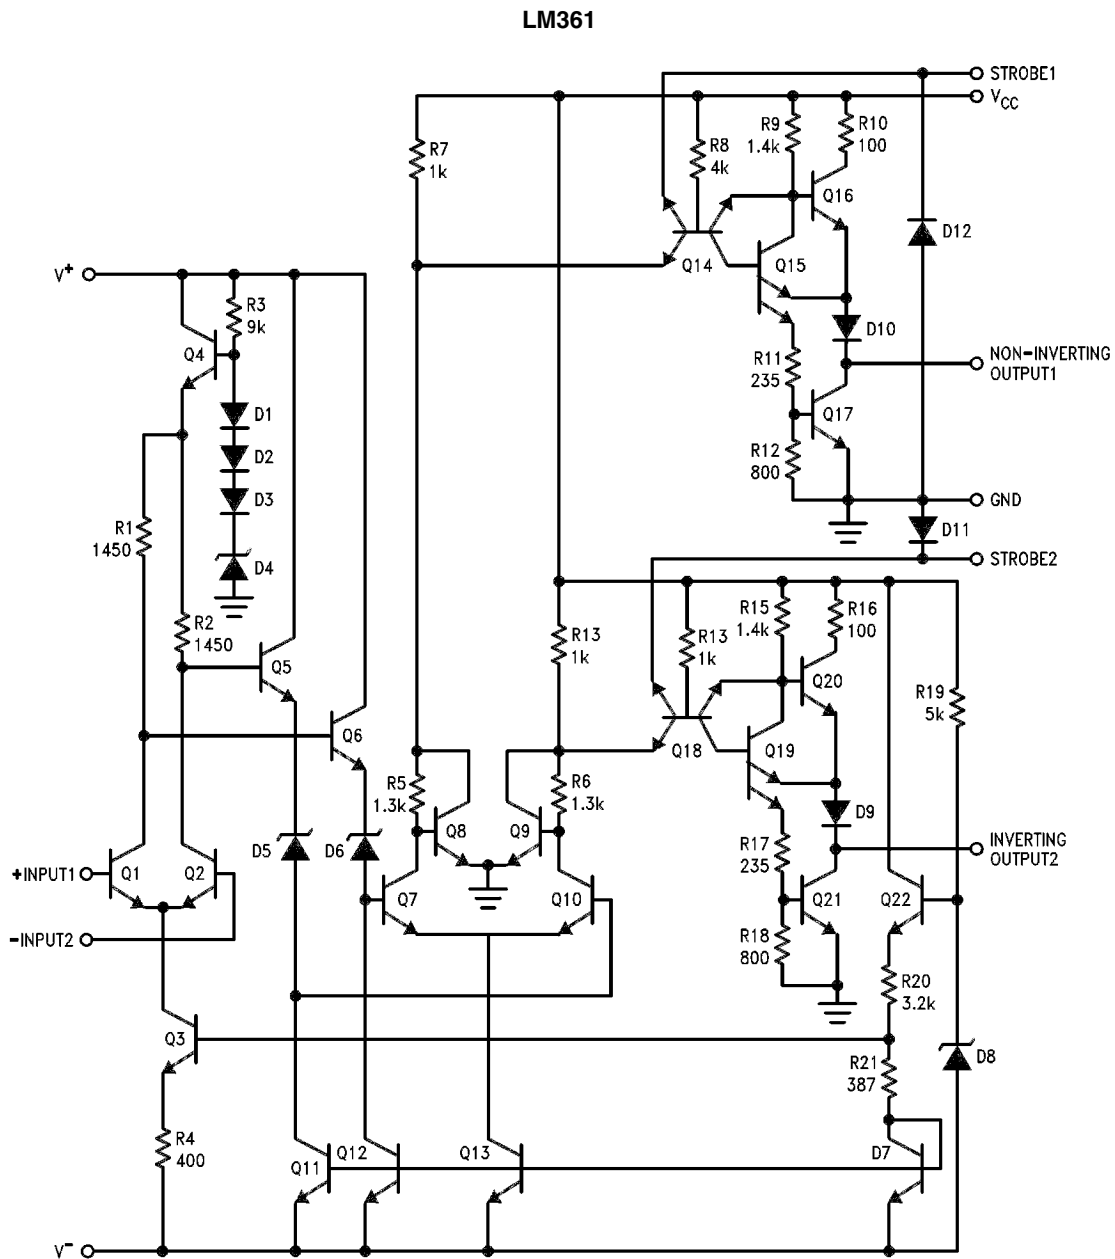 LM361
STROBE1
VCC
R9
1.4k
R10
100
R7
1k
R8
4k
Q16
D12
Q14
Q15
V+
R3
9k
Q4
D10
R11
235
NON-INVERTING
OUTPUT1
D1
Q17
D2
R12
800
D3
GND
R1
1450
D11
D4
STROBE2
R2
1450
R15
1.4k
R16
100
R13
1k
R13
1k
Q5
Q20
R19
5k
Q6
Q18
Q19
R5
1.3k
R6
1.3k
D9
Q8
Q9
D5
D6
R17
235
INVERTING
OUTPUT2
+INPUT1
Q1
Q2
Q7
Q10
Q21
Q22
-INPUT2
R18
800
R20
3.2k
Q3
D8
R21
387
R4
400
Q11
Q12
Q13
D7
V-